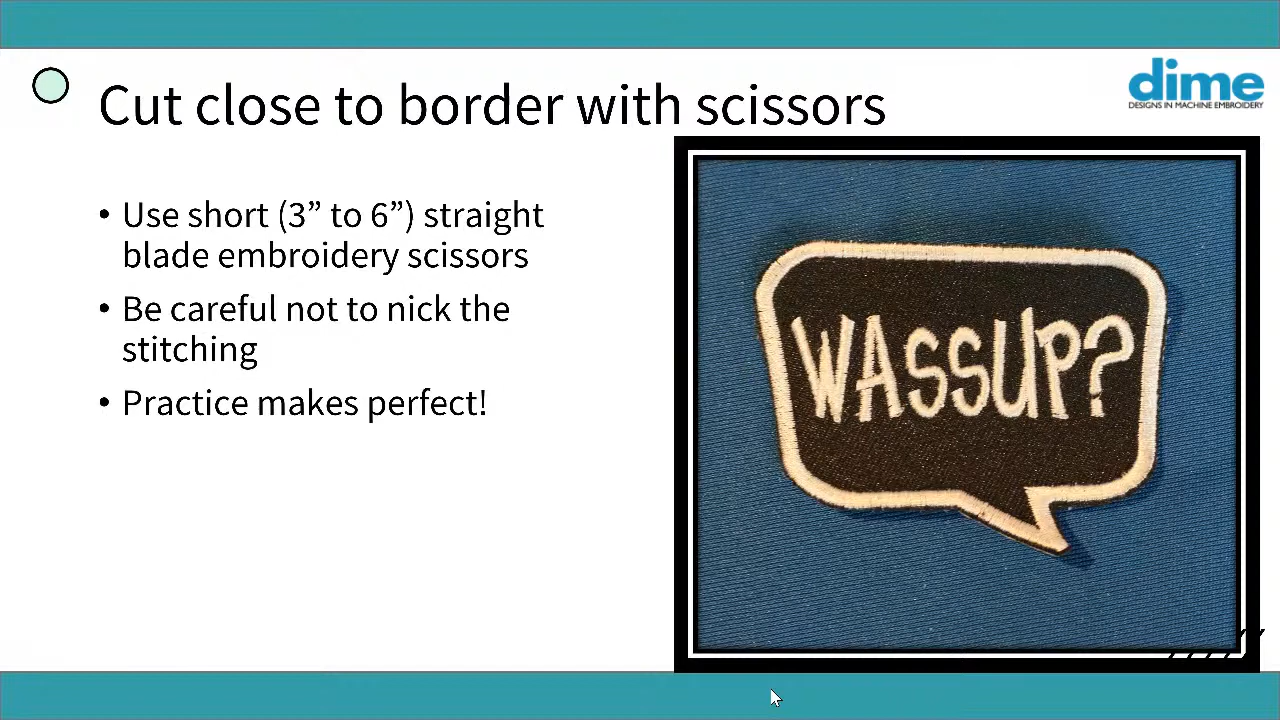 dime
DESIGNS IN MACHINE EMBROIDERY
Cut close to border with scissors
• Use short (3” to 6”) straight
blade embroidery scissors
• Be careful not to nick the
stitching
• Practice makes perfect!
WASSUP?